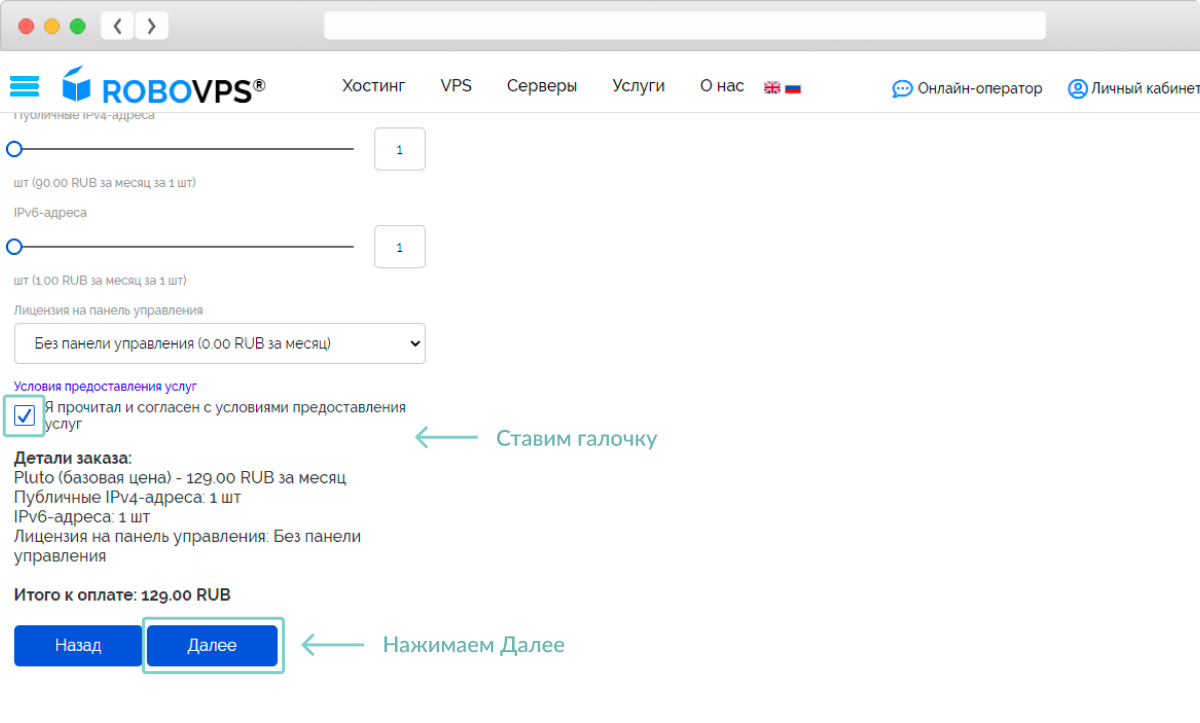 ROBOVPS®
Хостинг
VPS
Серверы
Услуги
О нас
Онлайн-оператор
Личный кабинет
Публичные IPv4-адреса
1
шт (90.00 RUB за месяц за 1 шт)
IPv6-адреса
1
шт (1.00 RUB за месяц за 1 шт)
Лицензия на панель управления
Без панели управления (0.00 RUB за месяц)
Условия предоставления услуг
Я прочитал и согласен с условиями предоставления
услуг
Ставим галочку
Детали заказа:
Pluto (базовая цена) - 129.00 RUB за месяц
Публичные IPv4-адреса: 1 шт
IPv6-адреса: 1 шт
Лицензия на панель управления: Без панели
управления
Итого к оплате: 129.00 RUB
Назад
Далее
Нажимаем Далее